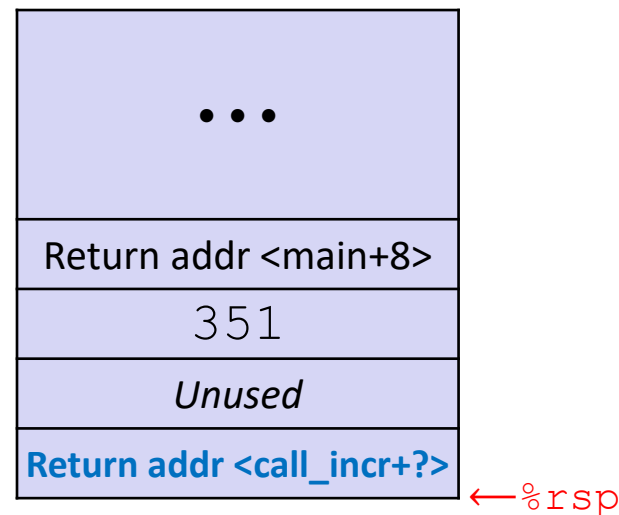 •••
Return addr <main+8>
351
Unused
Return addr <call_incr+?>
←%rsp